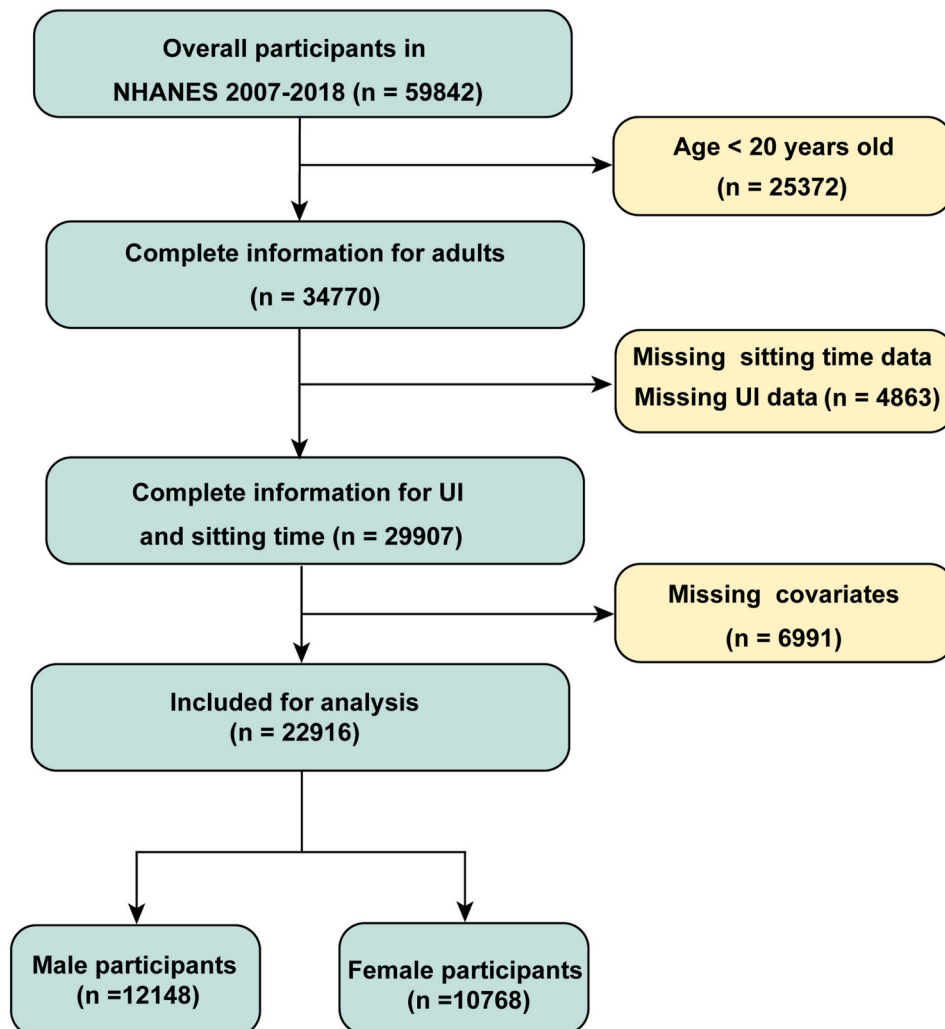 Overall participants in
NHANES 2007-2018 (n = 59842)
Age < 20 years old
(n = 25372)
Complete information for adults
(n = 34770)
Missing sitting time data
Missing UI data (n = 4863)
Complete information for UI
and sitting time (n = 29907)
Missing covariates
(n = 6991)
Included for analysis
(n = 22916)
Male participants
(n =12148)
Female participants
(n =10768)